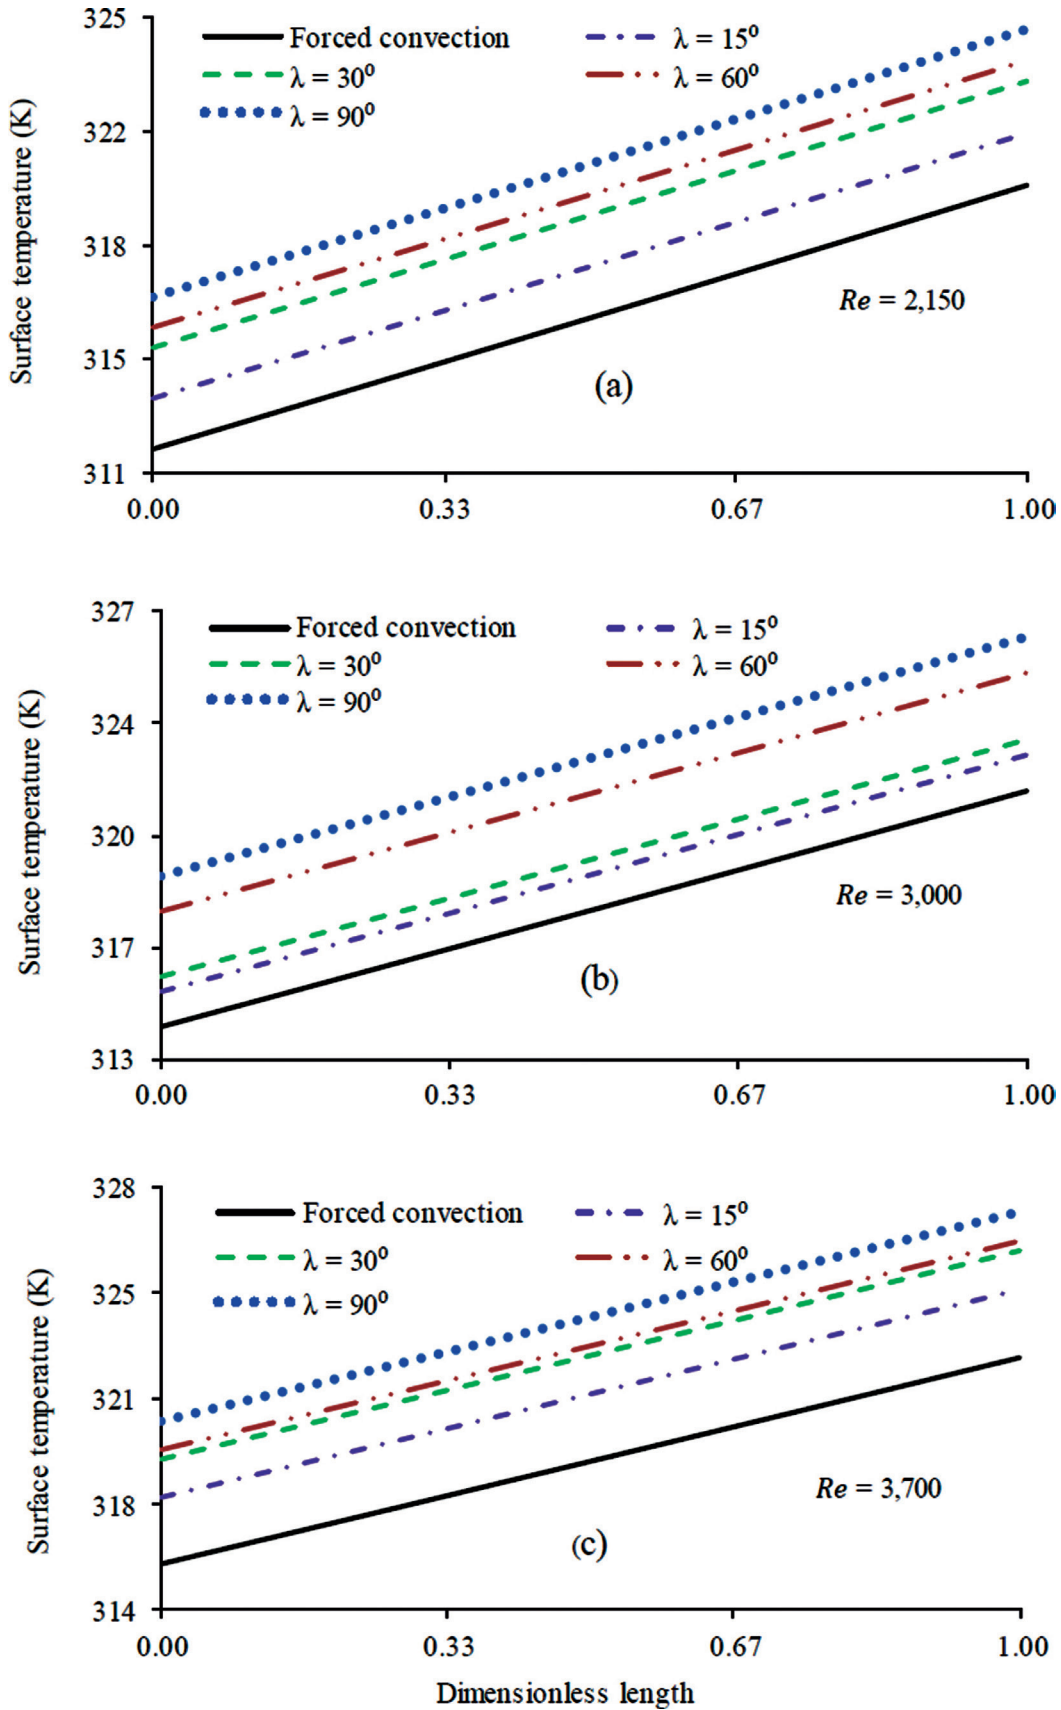 Surface temperature (K)
325
322
318
315
311
Forced convection
λ = 15⁰
λ = 30⁰
λ = 60⁰
λ = 90⁰
Re = 2,150
(a)
0.00 0.33 0.67 1.00
Surface temperature (K)
327
324
320
317
313
Forced convection
λ = 15⁰
λ = 30⁰
λ = 60⁰
λ = 90⁰
Re = 3,000
(b)
0.00 0.33 0.67 1.00
Surface temperature (K)
328
325
321
318
314
Forced convection
λ = 15⁰
λ = 30⁰
λ = 60⁰
λ = 90⁰
Re = 3,700
(c)
0.00 0.33 0.67 1.00
Dimensionless length